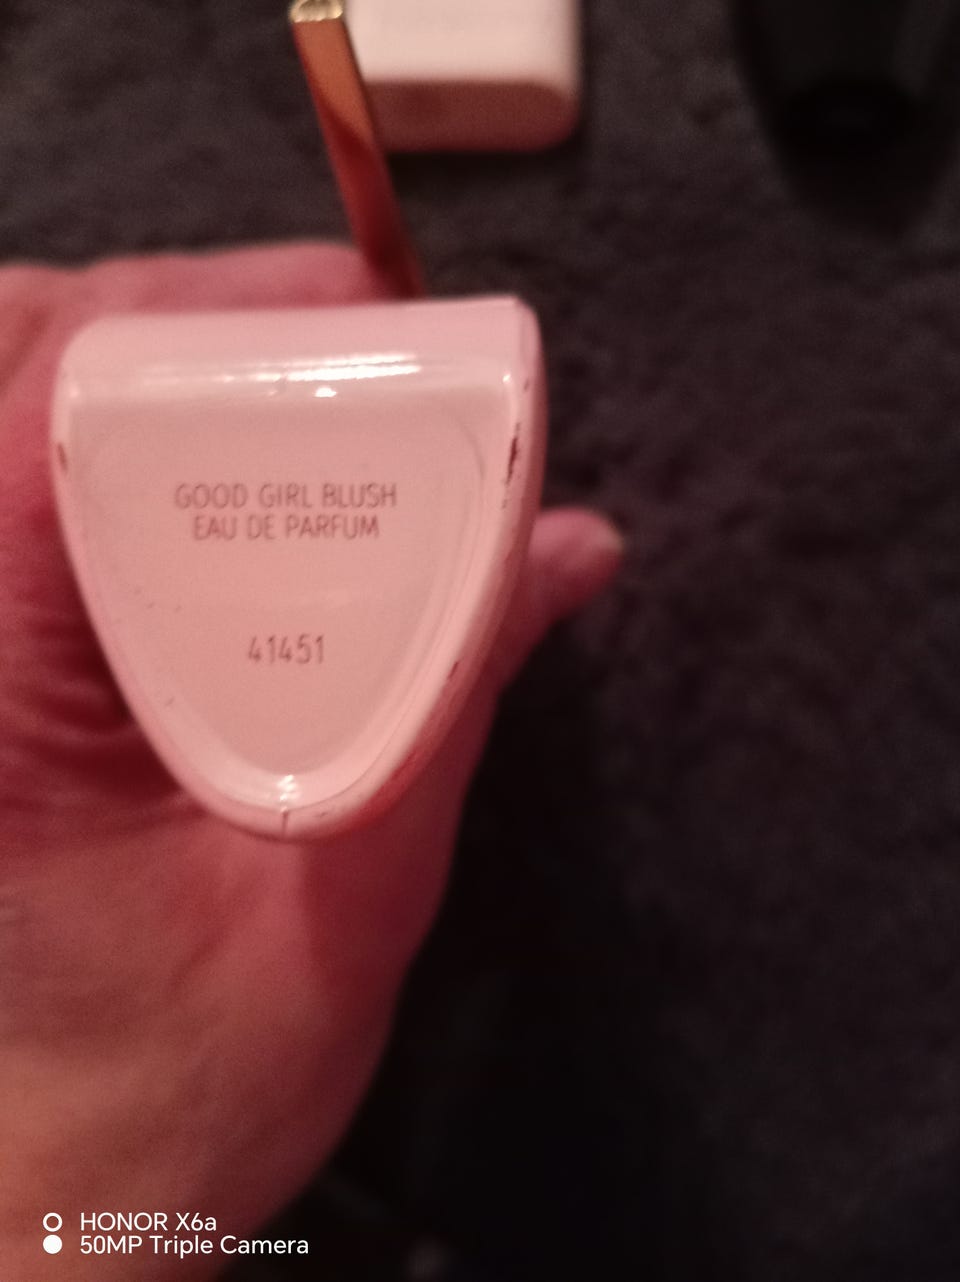 GOOD GIRL BLUSH
EAU DE PARFUM
41451
HONOR X6a
50MP Triple Camera